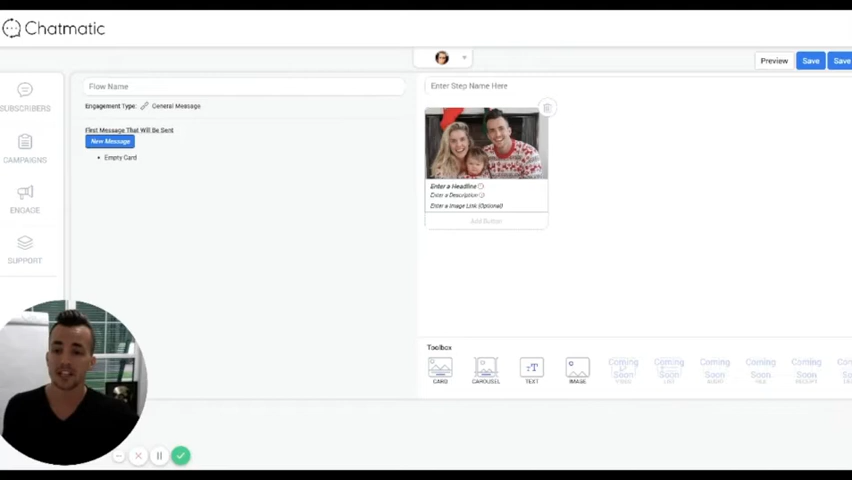 Chatmatic
Preview
Save
Save
SUBSCRIBERS
CAMPAIGNS
ENGAGE
SUPPORT
Flow Name
Engagement Type: General Message
First Message That Will Be Sent
New Message
Empty Card
Enter Step Name Here
Enter a Headline
Enter a Description
Enter a Image Link (Optional)
Add Button
Toolbox
CARD
CAROUSEL
TEXT
IMAGE
Coming Soon
Coming Soon
Coming Soon
Coming Soon
Coming Soon